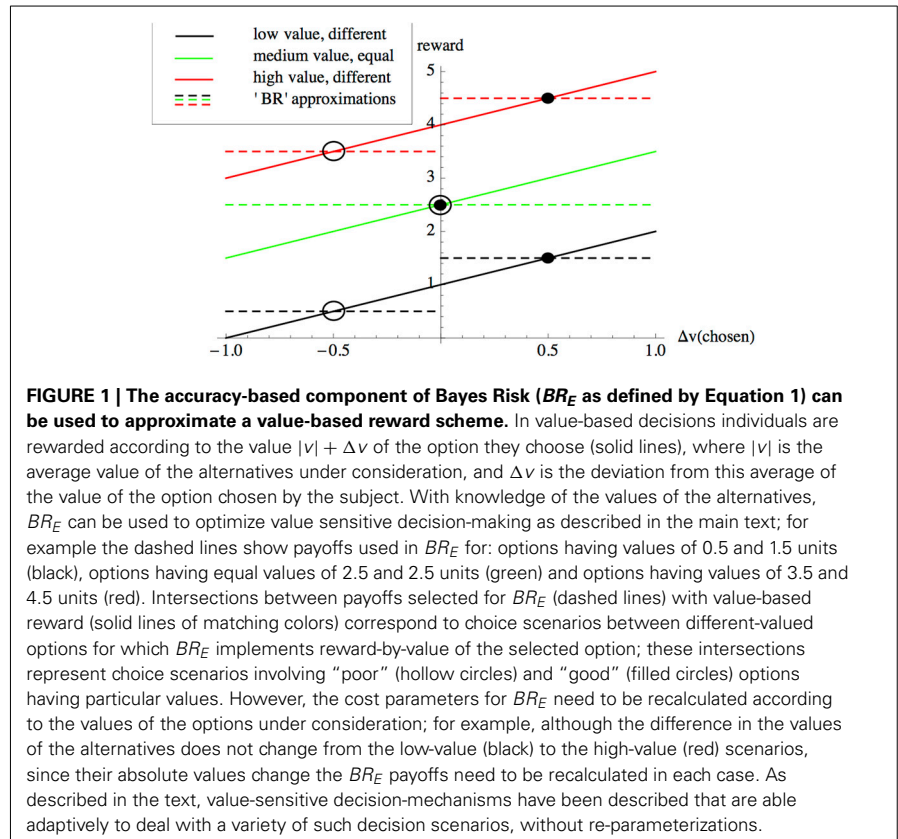 low value, different
medium value, equal
high value, different
'BR' approximations
reward
5
4
3
2
1
−1.0
−0.5
0.5
1.0
Δv(chosen)
FIGURE 1 | The accuracy-based component of Bayes Risk (BR_E as defined by Equation 1) can
be used to approximate a value-based reward scheme. In value-based decisions individuals are
rewarded according to the value |v| + Δv of the option they choose (solid lines), where |v| is the
average value of the alternatives under consideration, and Δv is the deviation from this average of
the value of the option chosen by the subject. With knowledge of the values of the alternatives,
BR_E can be used to optimize value sensitive decision-making as described in the main text; for
example the dashed lines show payoffs used in BR_E for: options having values of 0.5 and 1.5 units
(black), options having equal values of 2.5 and 2.5 units (green) and options having values of 3.5 and
4.5 units (red). Intersections between payoffs selected for BR_E (dashed lines) with value-based
reward (solid lines of matching colors) correspond to choice scenarios between different-valued
options for which BR_E implements reward-by-value of the selected option; these intersections
represent choice scenarios involving “poor” (hollow circles) and “good” (filled circles) options
having particular values. However, the cost parameters for BR_E need to be recalculated according
to the values of the options under consideration; for example, although the difference in the values
of the alternatives does not change from the low-value (black) to the high-value (red) scenarios,
since their absolute values change the BR_E payoffs need to be recalculated in each case. As
described in the text, value-sensitive decision-mechanisms have been described that are able
adaptively to deal with a variety of such decision scenarios, without re-parameterizations.